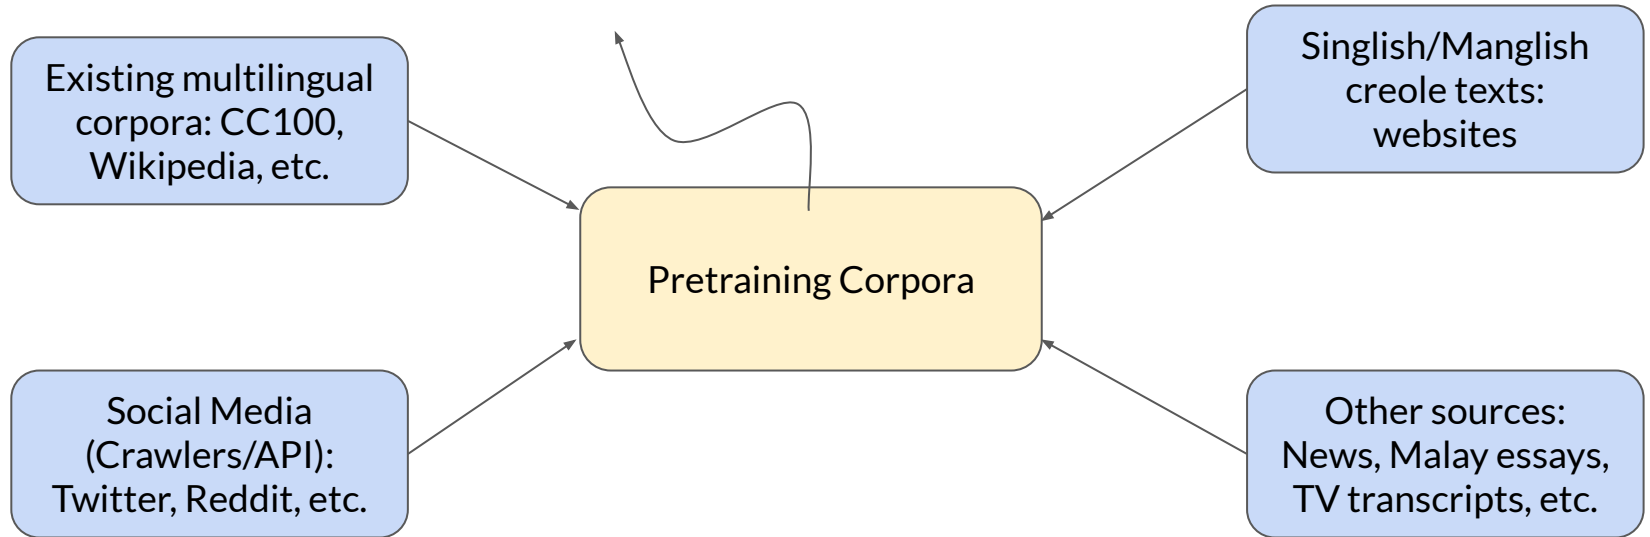 Existing multilingual
corpora: CC100,
Wikipedia, etc.
Singlish/Manglish
creole texts:
websites
Pretraining Corpora
Social Media
(Crawlers/API):
Twitter, Reddit, etc.
Other sources:
News, Malay essays,
TV transcripts, etc.